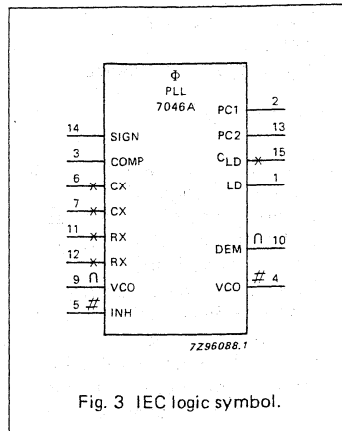 Φ
PLL
7046A
14 SIGN
3 COMP
6 CX
7 CX
11 RX
12 RX
9 ∩ VCO
5 # INH
PC1 2
PC2 13
CLD 15
LD 1
DEM ∩ 10
VCO # 4
7Z96088.1
Fig. 3 IEC logic symbol.